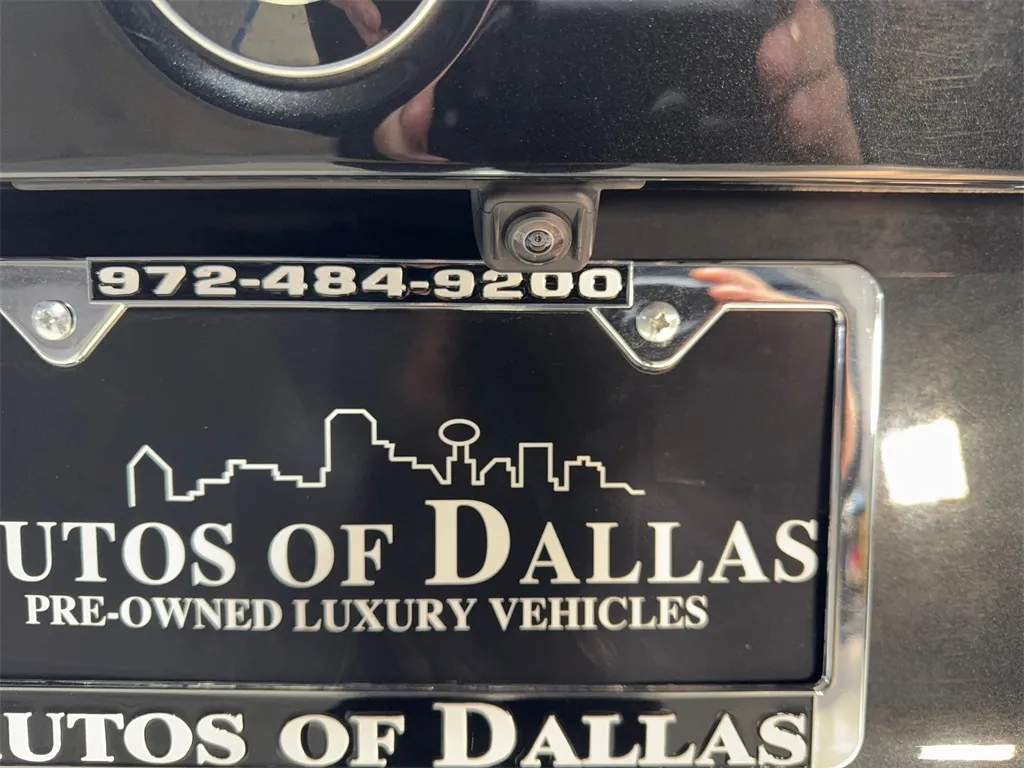 972-484-9200
UTOS OF DALLAS
PRE-OWNED LUXURY VEHICLES
UTOS OF DALLAS